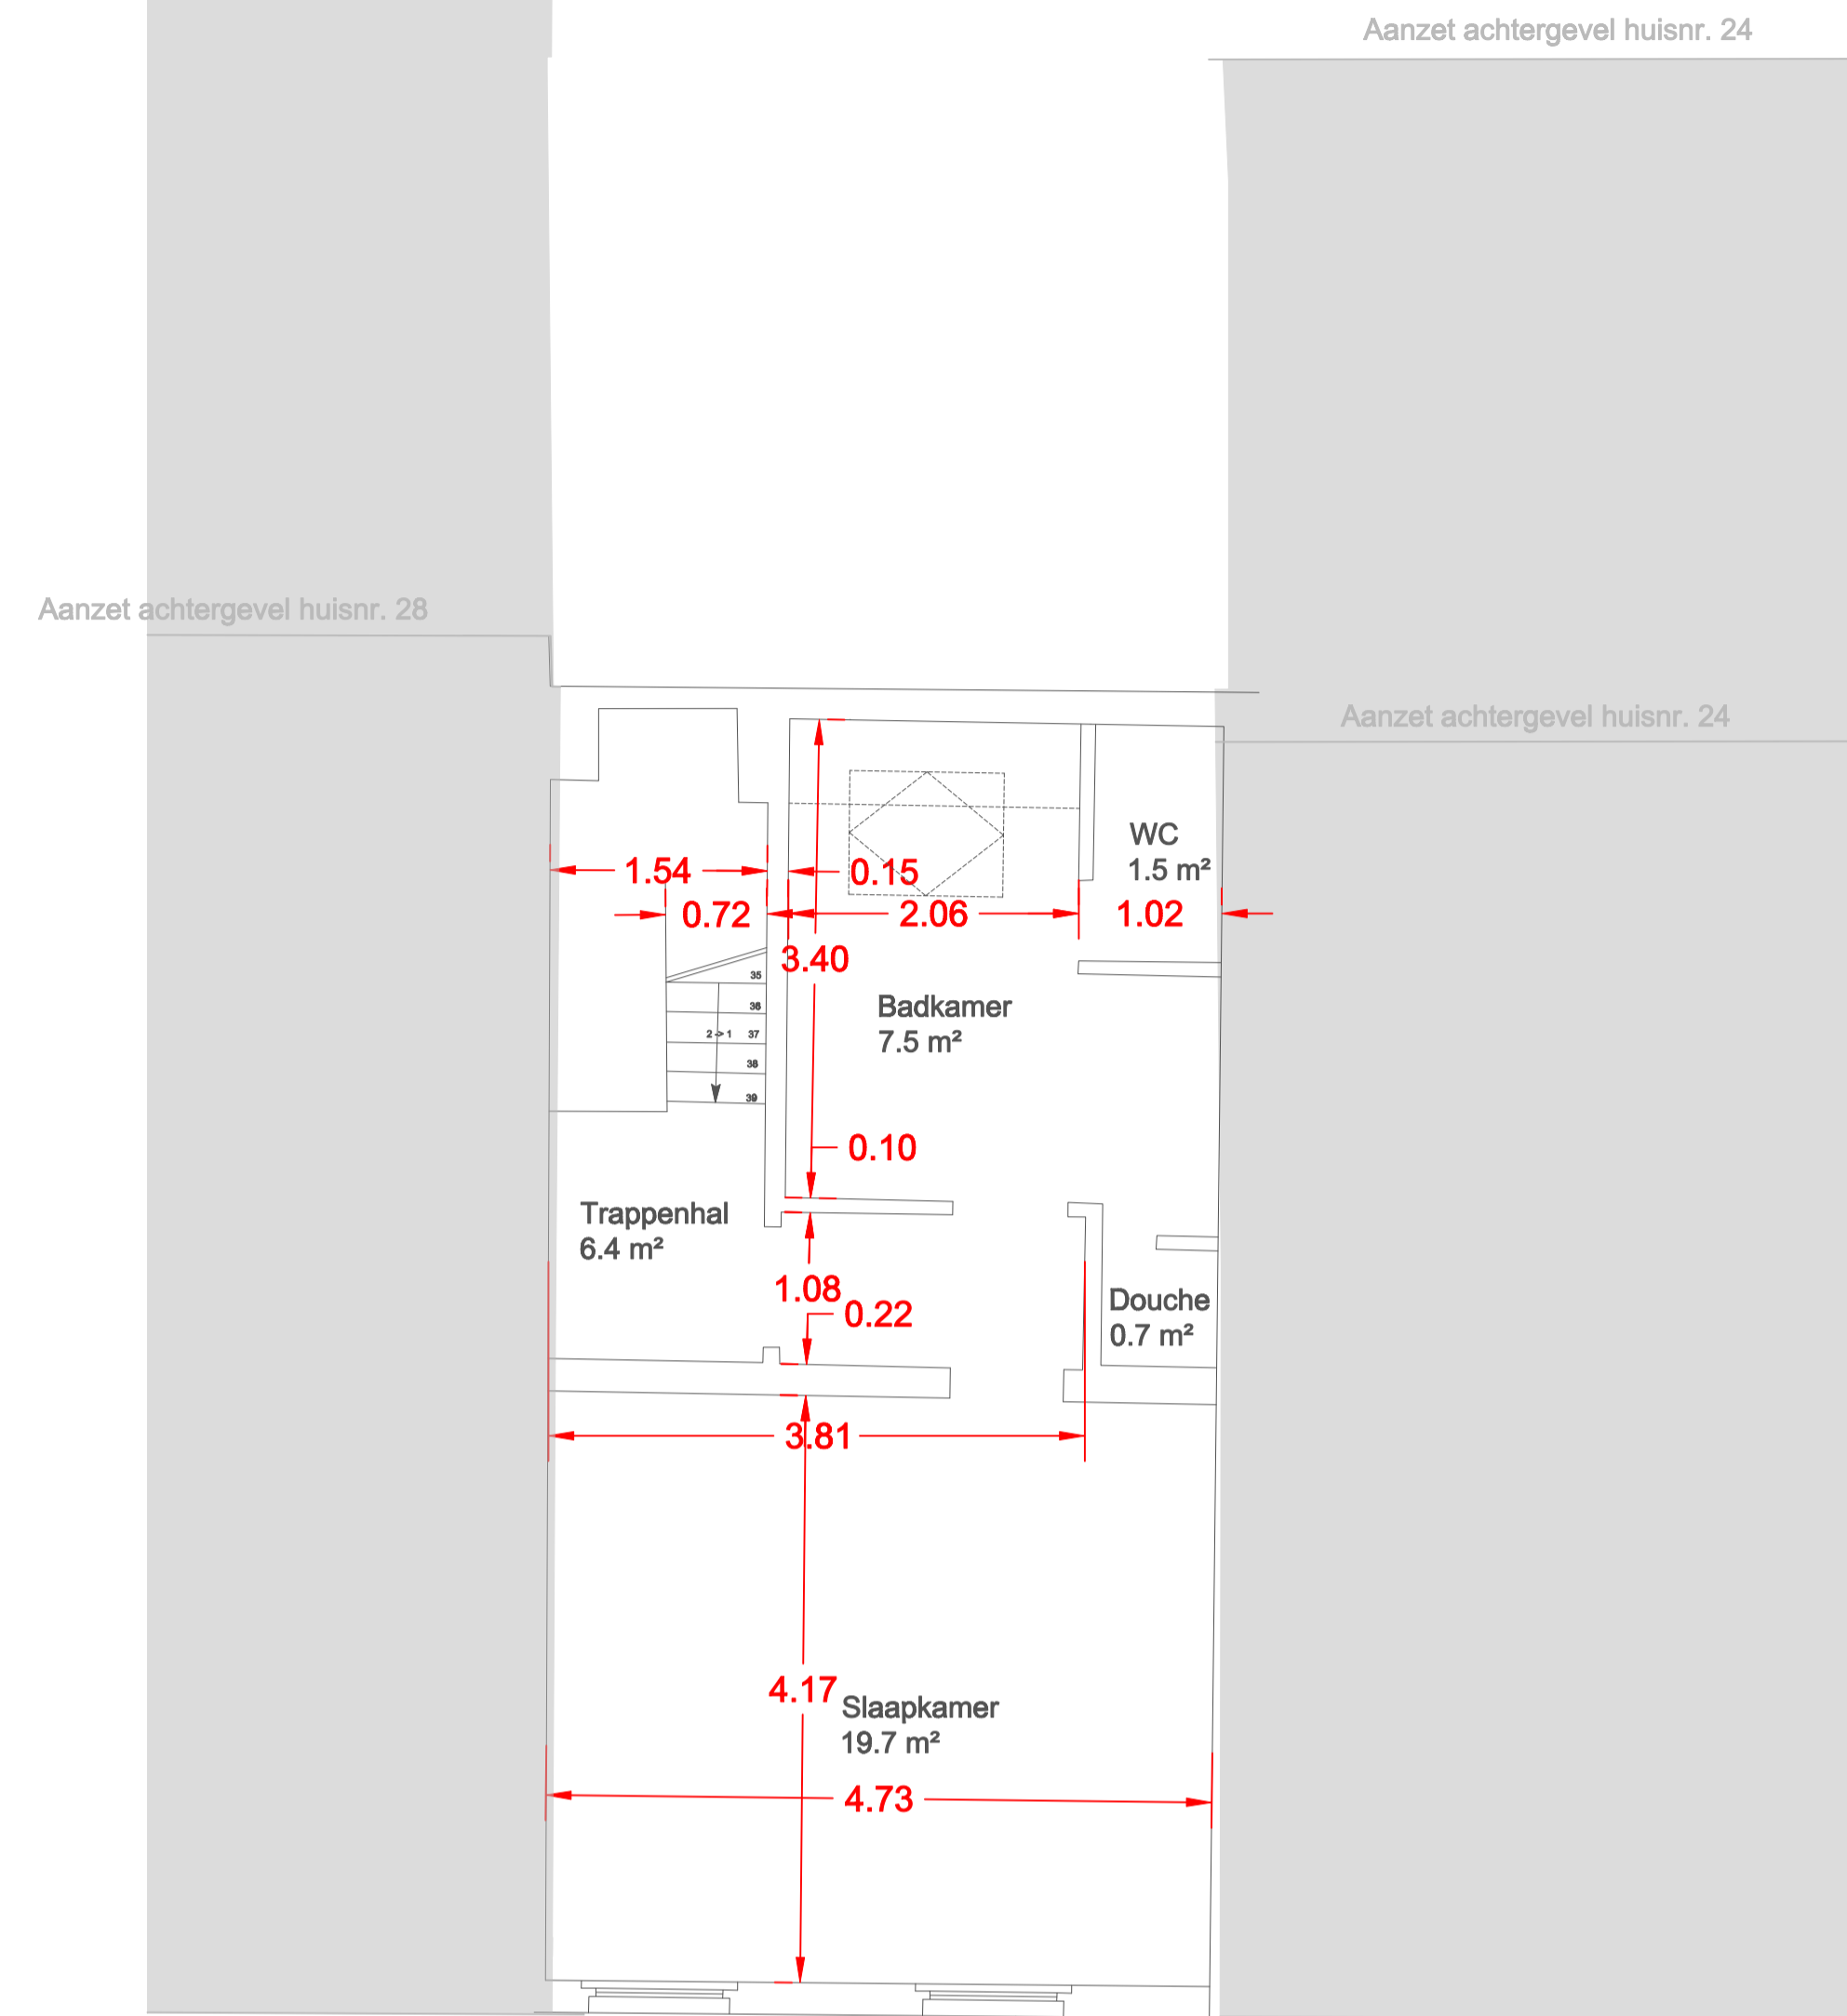 Aanzet achtergevel huisnr. 24
Aanzet achtergevel huisnr. 28
Aanzet achtergevel huisnr. 24
WC
1.5 m²
1.54
0.15
0.72
2.06
1.02
3.40
35
36
2 -> 1 37
38
39
Badkamer
7.5 m²
0.10
Trappenhal
6.4 m²
1.08
0.22
Douche
0.7 m²
3.81
4.17
Slaapkamer
19.7 m²
4.73